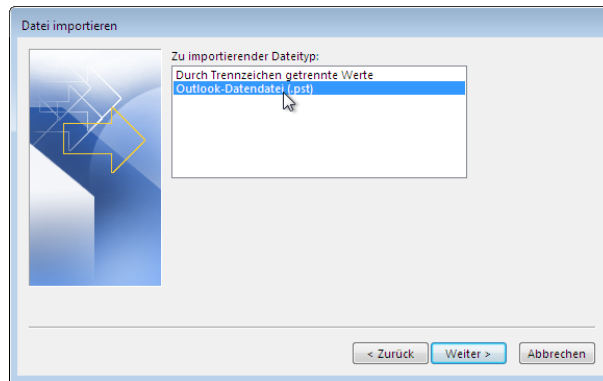 Datei importieren
Zu importierender Dateityp:
Durch Trennzeichen getrennte Werte
Outlook-Datendatei (.pst)
< Zurück
Weiter >
Abbrechen